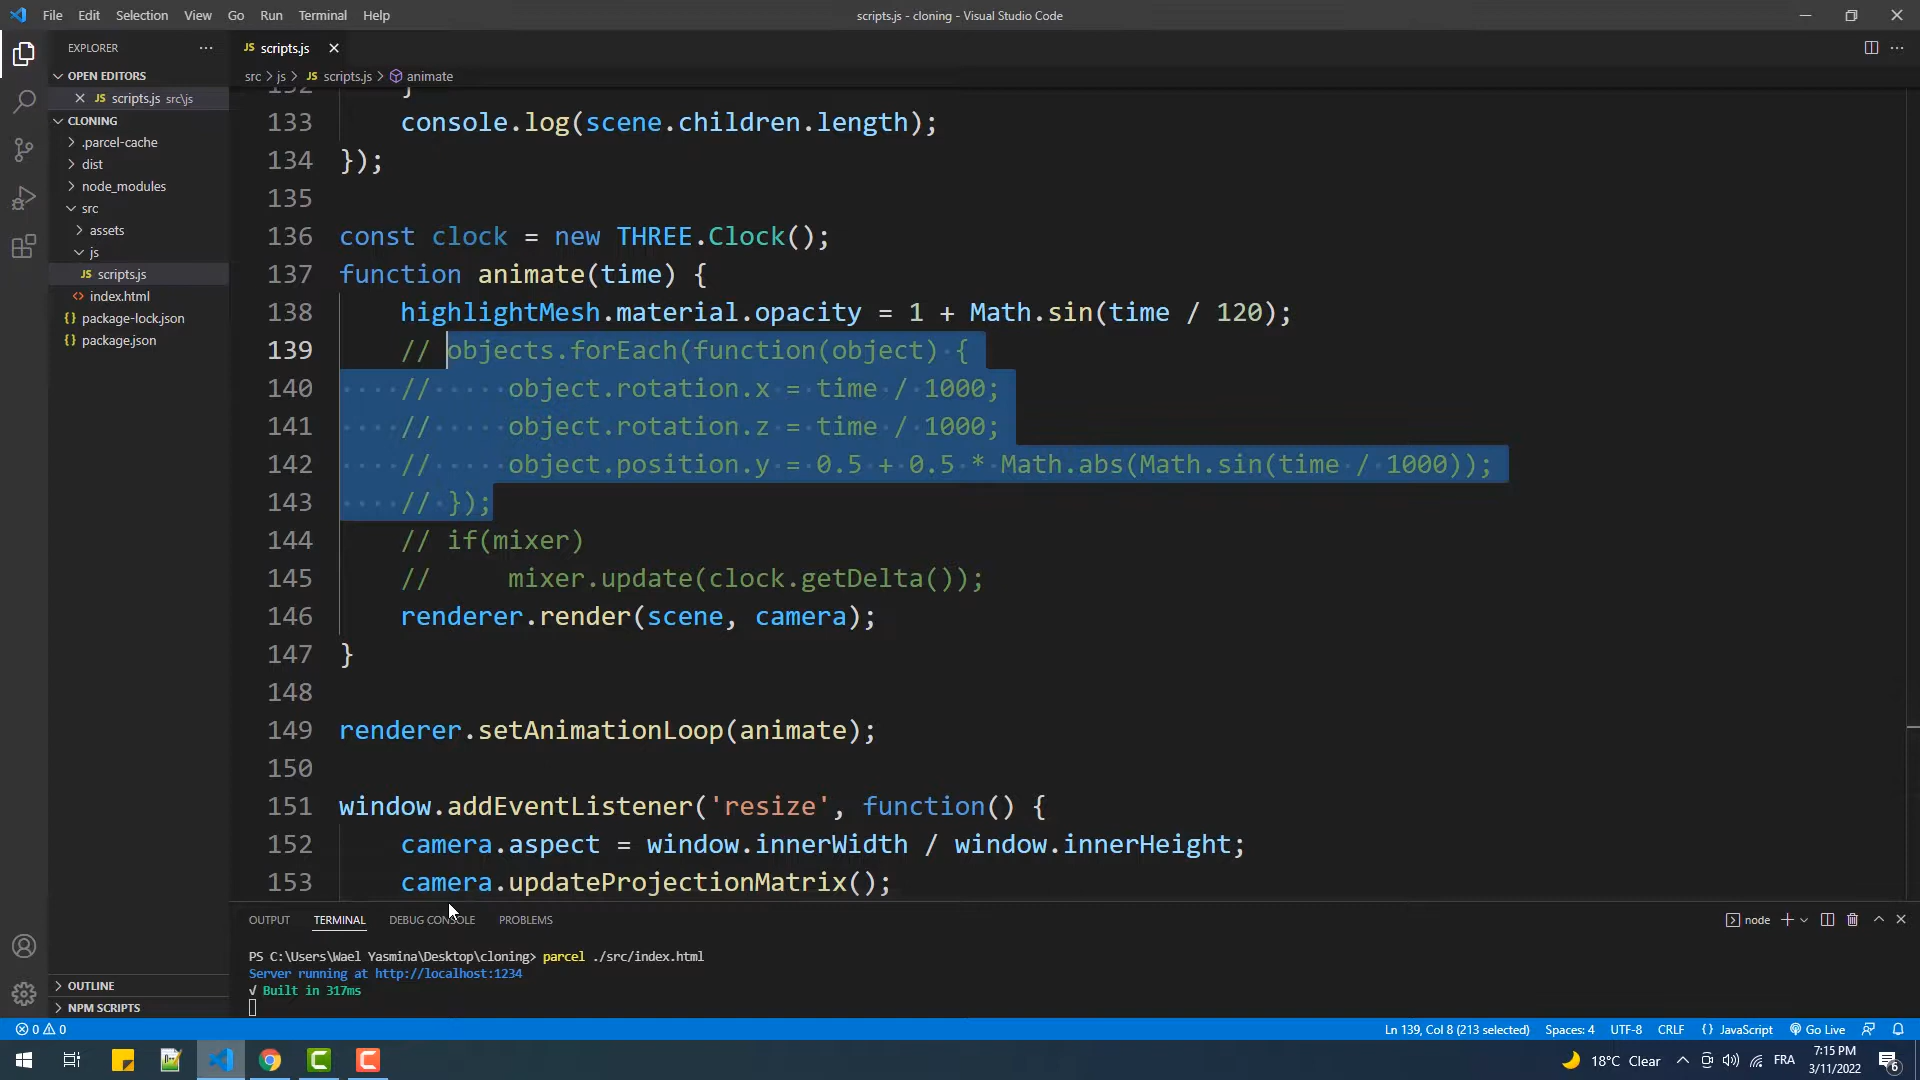 File Edit Selection View Go Run Terminal Help
scripts.js - cloning - Visual Studio Code
EXPLORER
JS scripts.js
OPEN EDITORS
JS scripts.js src\js
CLONING
.parcel-cache
dist
node_modules
src
assets
js
JS scripts.js
<> index.html
{} package-lock.json
{} package.json
OUTLINE
NPM SCRIPTS
src > js > JS scripts.js > animate
132 }
133 console.log(scene.children.length);
134 });
135
136 const clock = new THREE.Clock();
137 function animate(time) {
138 highlightMesh.material.opacity = 1 + Math.sin(time / 120);
139 // objects.forEach(function(object) {
140 // object.rotation.x = time / 1000;
141 // object.rotation.z = time / 1000;
142 // object.position.y = 0.5 + 0.5 * Math.abs(Math.sin(time / 1000));
143 // });
144 // if(mixer)
145 // mixer.update(clock.getDelta());
146 renderer.render(scene, camera);
147 }
148
149 renderer.setAnimationLoop(animate);
150
151 window.addEventListener('resize', function() {
152 camera.aspect = window.innerWidth / window.innerHeight;
153 camera.updateProjectionMatrix();
OUTPUT TERMINAL DEBUG CONSOLE PROBLEMS
node
PS C:\Users\Wael Yasmina\Desktop\cloning> parcel ./src/index.html
Server running at http://localhost:1234
√ Built in 317ms
0 0
Ln 139, Col 8 (213 selected) Spaces: 4 UTF-8 CRLF {} JavaScript Go Live
18°C Clear
FRA
7:15 PM
3/11/2022
6